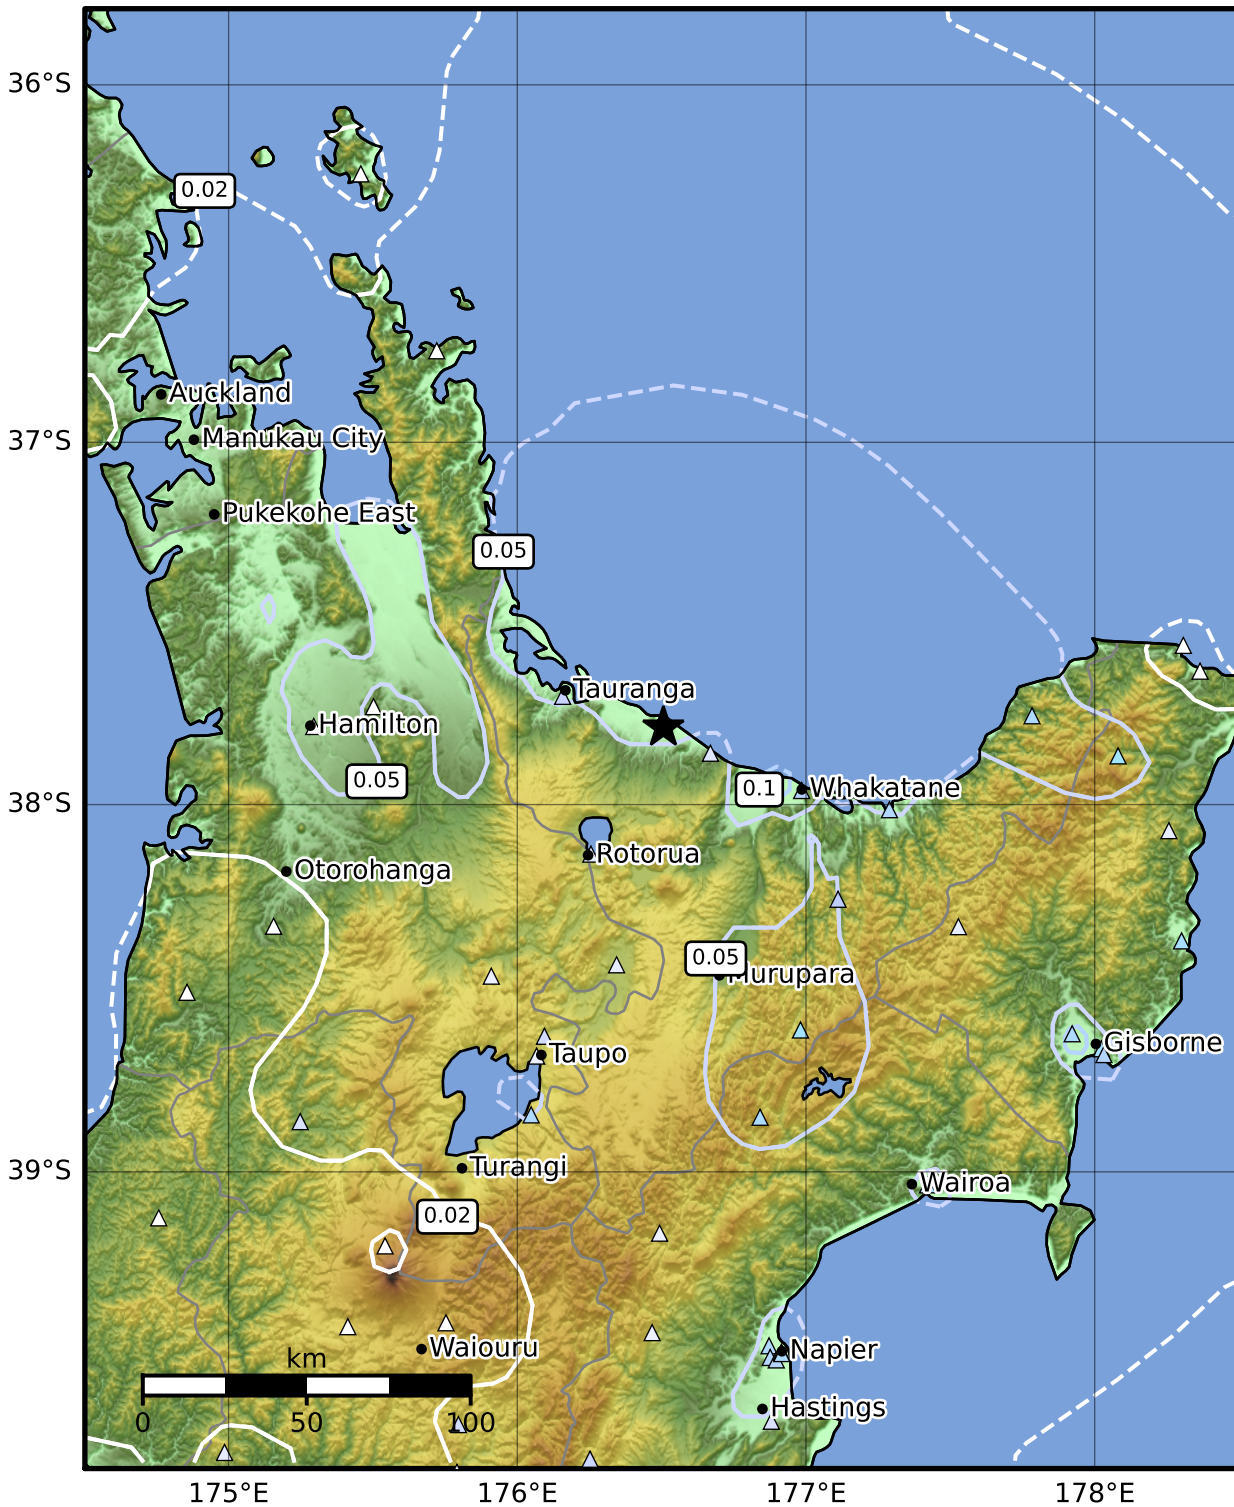 36°S
0.02
Auckland
Manukau City
37°S
Pukekohe East
0.05
Tauranga
Hamilton
0.05
0.1
Whakatane
38°S
Rotorua
Otorohanga
0.05
Murupara
Gisborne
Taupo
39°S
Turangi
Wairoa
0.02
Waiouru
Napier
km
Hastings
0 50 100
175°E 176°E 177°E 178°E